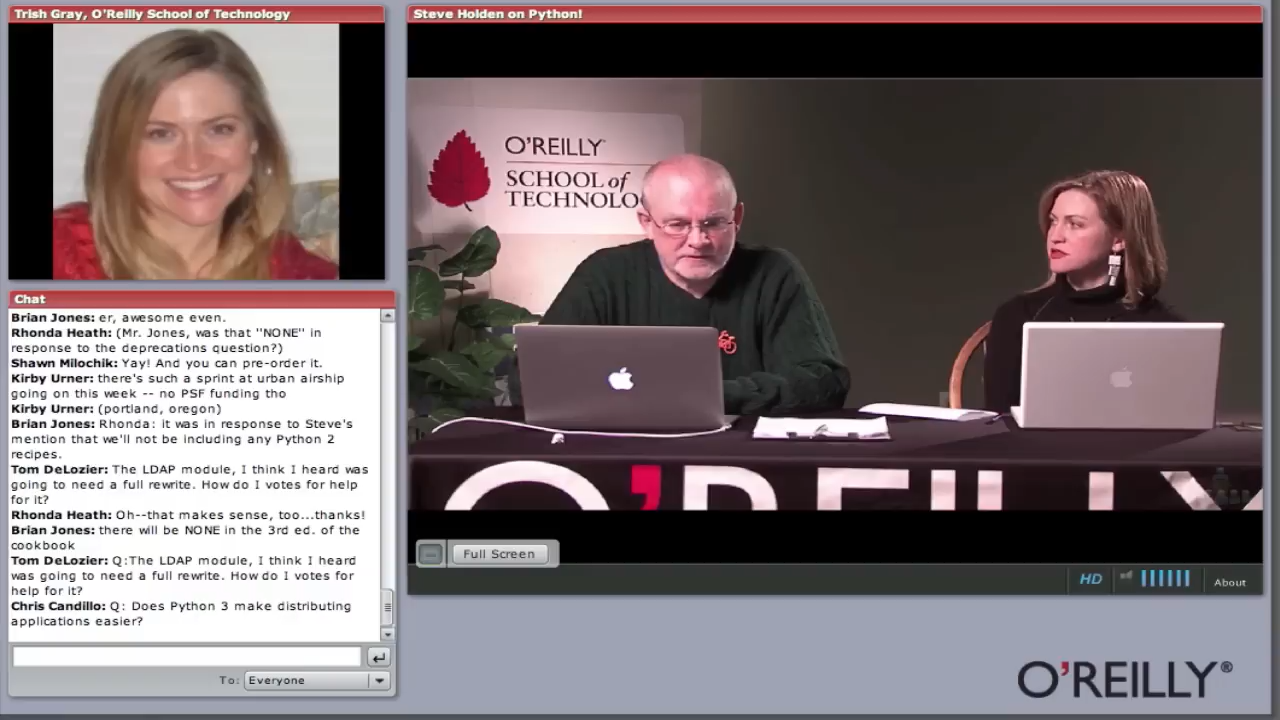 Trish Gray, O'Reilly School of Technology
Steve Holden on Python!
O'REILLY
SCHOOL of
TECHNOLO
O'REILLY
Chat
Brian Jones: er, awesome even.
Rhonda Heath: (Mr. Jones, was that "NONE" in
response to the deprecations question?)
Shawn Milochik: Yay! And you can pre-order it.
Kirby Urner: there's such a sprint at urban airship
going on this week -- no PSF funding tho
Kirby Urner: (portland, oregon)
Brian Jones: Rhonda: it was in response to Steve's
mention that we'll not be including any Python 2
recipes.
Tom DeLozier: The LDAP module, I think I heard was
going to need a full rewrite. How do I votes for help
for it?
Rhonda Heath: Oh--that makes sense, too...thanks!
Brian Jones: there will be NONE in the 3rd ed. of the
cookbook
Tom DeLozier: Q:The LDAP module, I think I heard
was going to need a full rewrite. How do I votes for
help for it?
Chris Candillo: Q: Does Python 3 make distributing
applications easier?
To: Everyone
Full Screen
HD
About
O'REILLY®